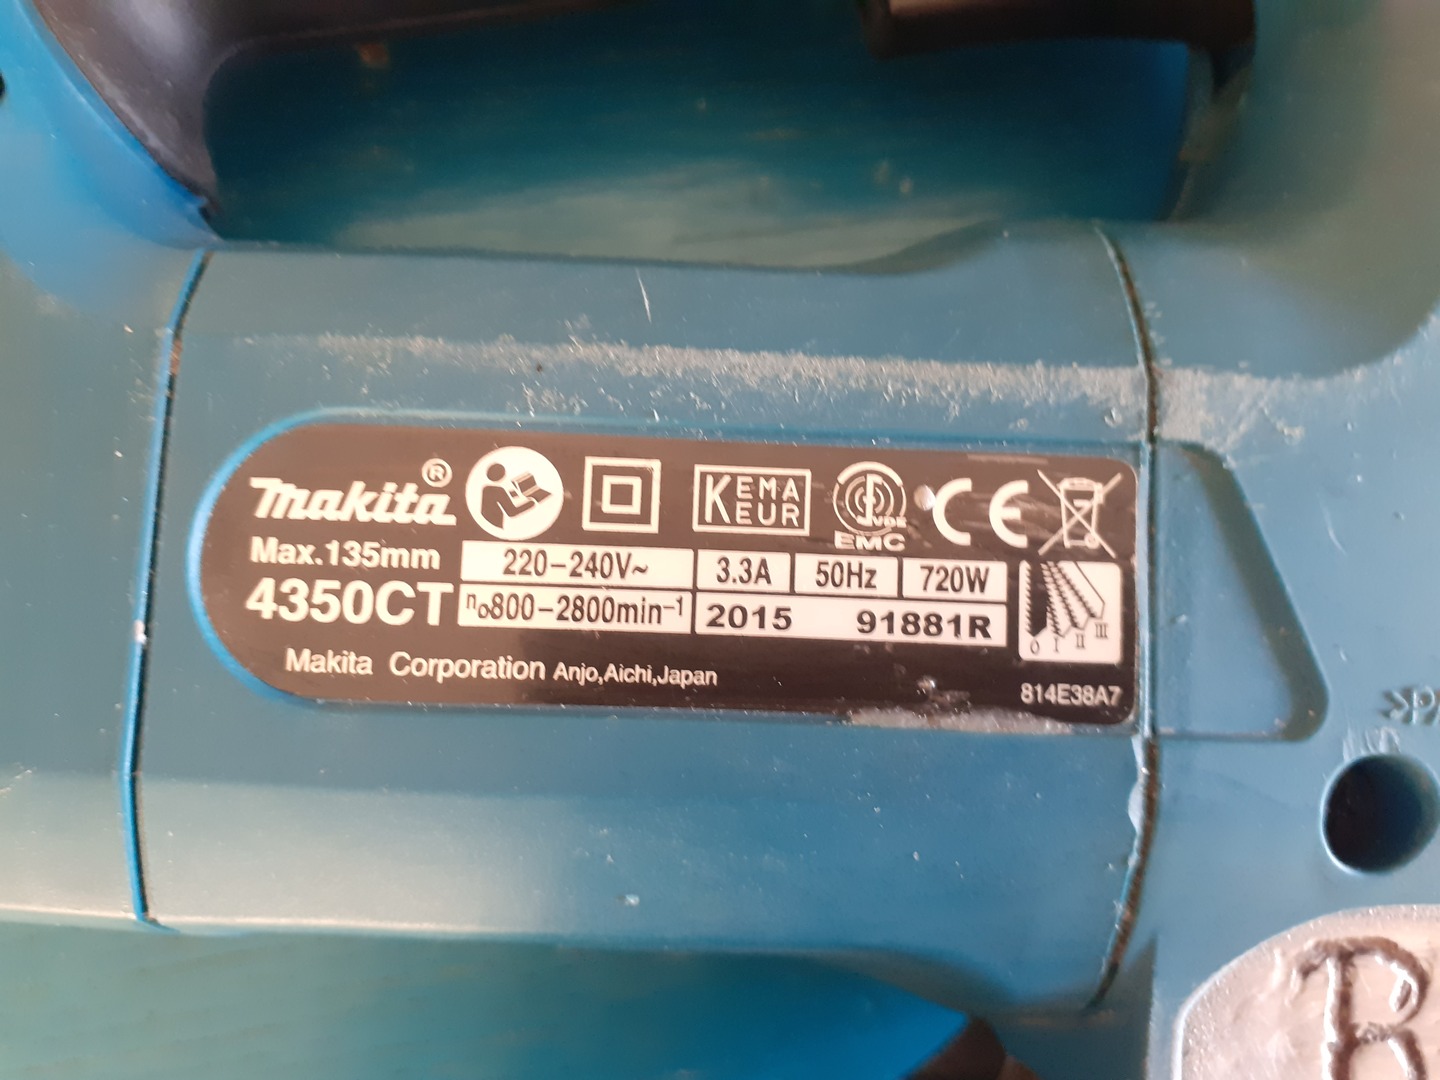 makita®
KEMA
KEUR
VDE
EMC
CE
Max.135mm
220–240V~ 3.3A 50Hz 720W
4350CT n₀800–2800min⁻¹ 2015 91881R
0 I II III
Makita Corporation Anjo,Aichi,Japan
814E38A7